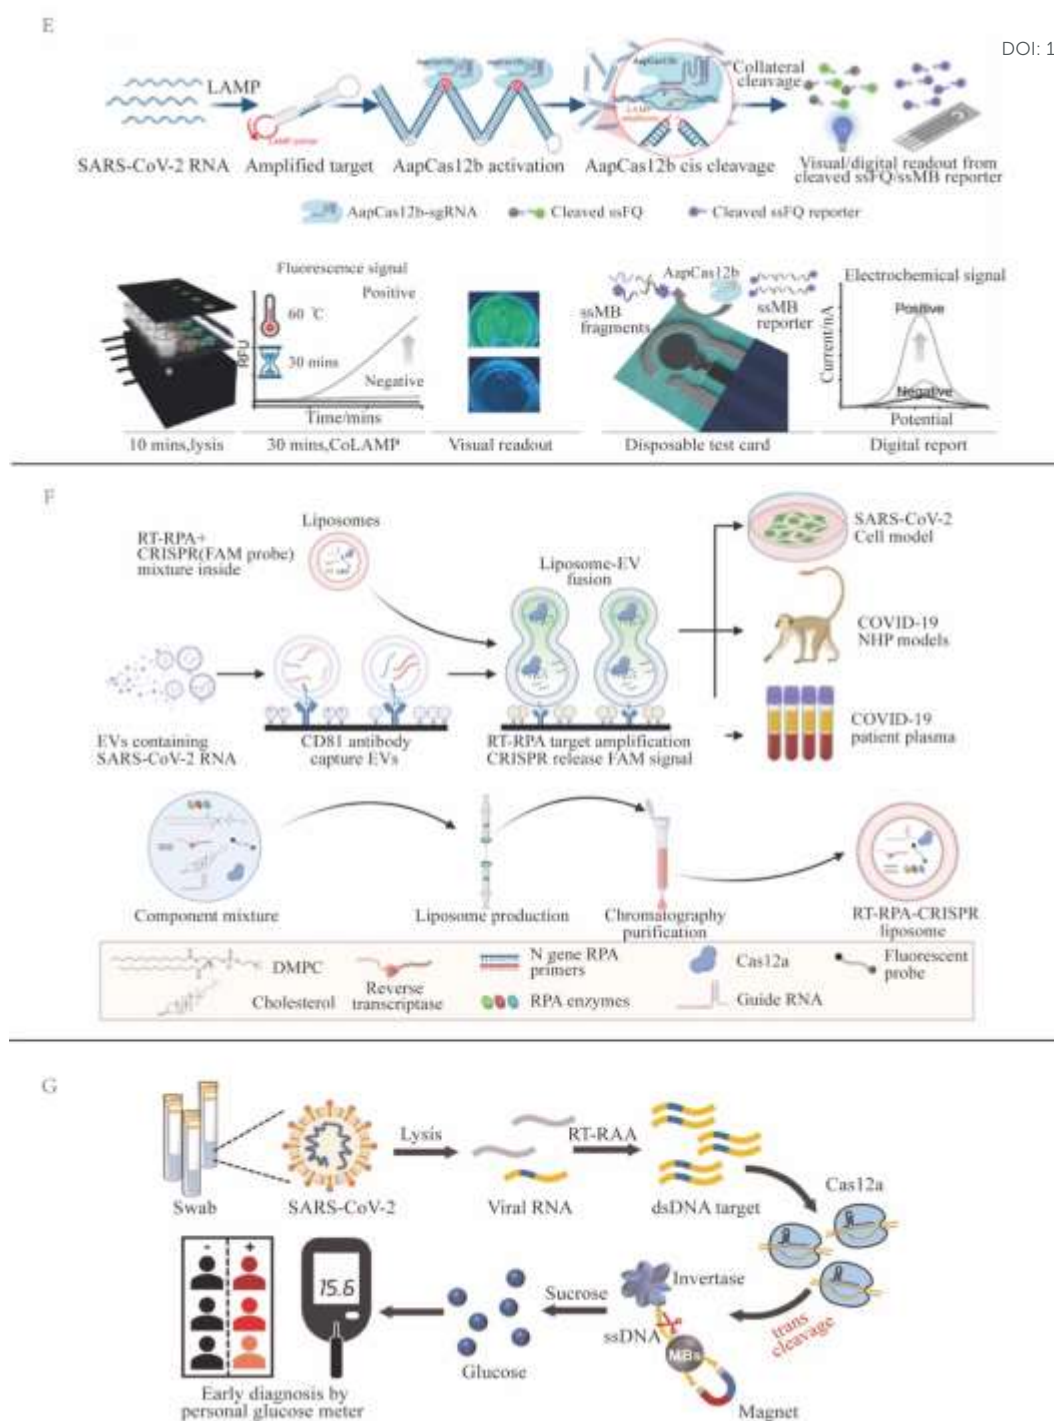 E
DOI: 1
LAMP
AapCas12b
Collateral
cleavage
SARS-CoV-2 RNA
Amplified target
AapCas12b activation
AapCas12b cis cleavage
Visual/digital readout from
cleaved ssFQ/ssMB reporter
AapCas12b-sgRNA
Cleaved ssFQ
Cleaved ssFQ reporter
Fluorescence signal
Positive
60 ℃
30 mins
RFU
Negative
Time/mins
AapCas12b
ssMB
fragments
ssMB
reporter
Electrochemical signal
Positive
Negative
Current/nA
Potential
10 mins,lysis
30 mins,CoLAMP
Visual readout
Disposable test card
Digital report
F
RT-RPA+
CRISPR(FAM probe)
mixture inside
Liposomes
Liposome-EV
fusion
SARS-CoV-2
Cell model
COVID-19
NHP models
COVID-19
patient plasma
EVs containing
SARS-CoV-2 RNA
CD81 antibody
capture EVs
RT-RPA target amplification
CRISPR release FAM signal
Component mixture
Liposome production
Chromatography
purification
RT-RPA-CRISPR
liposome
DMPC
Cholesterol
Reverse
transcriptase
N gene RPA
primers
RPA enzymes
Cas12a
Guide RNA
Fluorescent
probe
G
Swab
SARS-CoV-2
Lysis
Viral RNA
RT-RAA
dsDNA target
Cas12a
trans
cleavage
Invertase
ssDNA
MBs
Magnet
Sucrose
Glucose
15.6
- +
Early diagnosis by
personal glucose meter